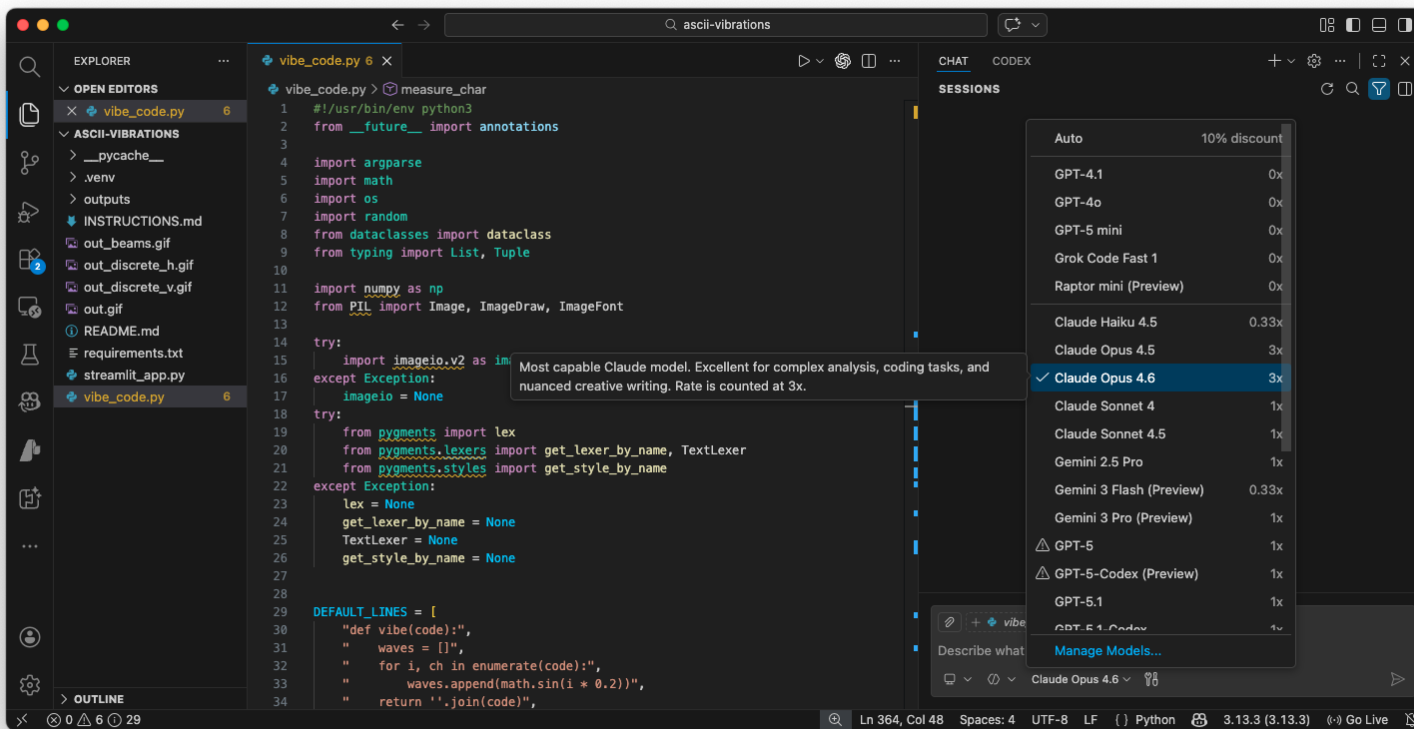 ascii-vibrations
EXPLORER
OPEN EDITORS
vibe_code.py 6
ASCII-VIBRATIONS
__pycache__
.venv
outputs
INSTRUCTIONS.md
out_beams.gif
out_discrete_h.gif
out_discrete_v.gif
out.gif
README.md
requirements.txt
streamlit_app.py
vibe_code.py 6
OUTLINE
2
vibe_code.py 6
vibe_code.py > measure_char
1 #!/usr/bin/env python3
2 from __future__ import annotations
3
4 import argparse
5 import math
6 import os
7 import random
8 from dataclasses import dataclass
9 from typing import List, Tuple
10
11 import numpy as np
12 from PIL import Image, ImageDraw, ImageFont
13
14 try:
15     import imageio.v2 as im
16 except Exception:
17     imageio = None
18 try:
19     from pygments import lex
20     from pygments.lexers import get_lexer_by_name, TextLexer
21     from pygments.styles import get_style_by_name
22 except Exception:
23     lex = None
24     get_lexer_by_name = None
25     TextLexer = None
26     get_style_by_name = None
27
28
29 DEFAULT_LINES = [
30     "def vibe(code):",
31     "    waves = []",
32     "    for i, ch in enumerate(code):",
33     "        waves.append(math.sin(i * 0.2))",
34     "    return ''.join(code)",
Most capable Claude model. Excellent for complex analysis, coding tasks, and
nuanced creative writing. Rate is counted at 3x.
CHAT CODEX
SESSIONS
Auto 10% discount
GPT-4.1 0x
GPT-4o 0x
GPT-5 mini 0x
Grok Code Fast 1 0x
Raptor mini (Preview) 0x
Claude Haiku 4.5 0.33x
Claude Opus 4.5 3x
Claude Opus 4.6 3x
Claude Sonnet 4 1x
Claude Sonnet 4.5 1x
Gemini 2.5 Pro 1x
Gemini 3 Flash (Preview) 0.33x
Gemini 3 Pro (Preview) 1x
GPT-5 1x
GPT-5-Codex (Preview) 1x
GPT-5.1 1x
GPT-5.1-Codex 1x
Manage Models...
vibe
Describe what
Claude Opus 4.6
0 6 29
Ln 364, Col 48 Spaces: 4 UTF-8 LF { } Python 3.13.3 (3.13.3) Go Live